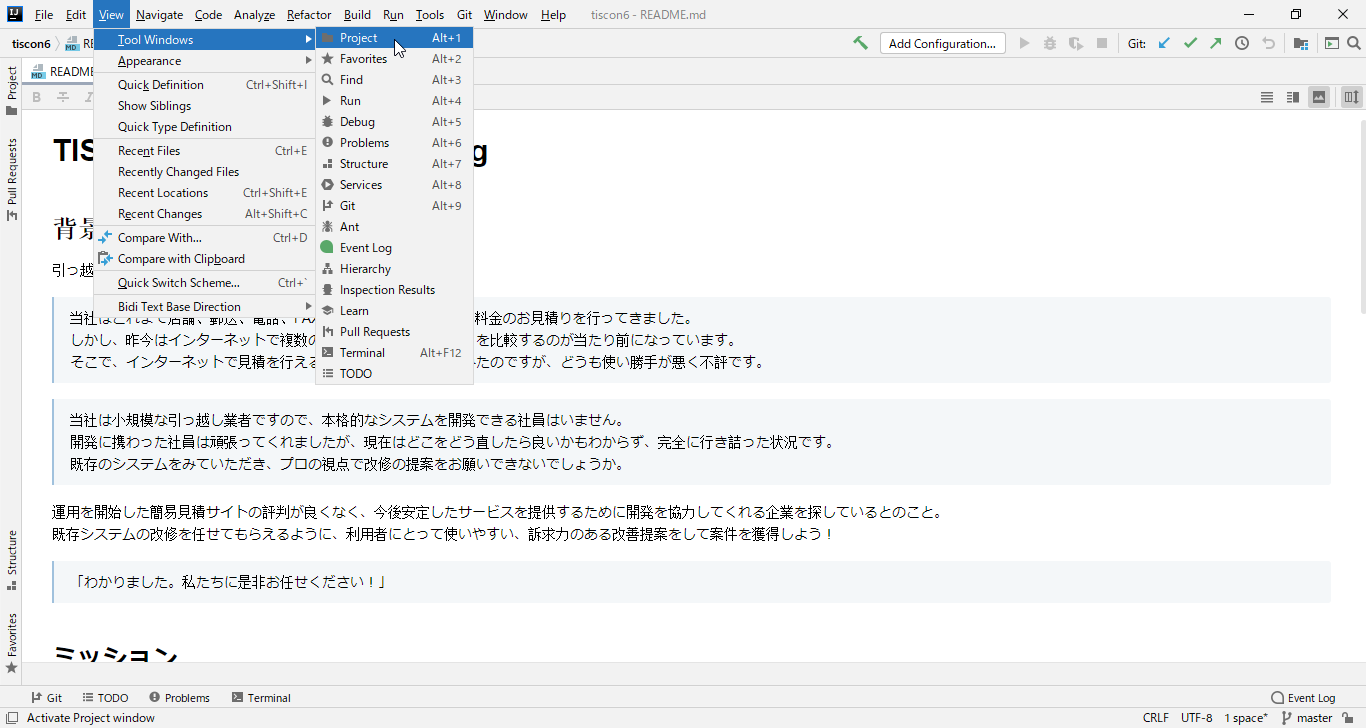 File Edit View Navigate Code Analyze Refactor Build Run Tools Git Window Help tiscon6 - README.md
tiscon6 Add Configuration... Git:
README
Tool Windows
Appearance
Quick Definition Ctrl+Shift+I
Show Siblings
Quick Type Definition
Recent Files Ctrl+E
Recently Changed Files
Recent Locations Ctrl+Shift+E
Recent Changes Alt+Shift+C
Compare With... Ctrl+D
Compare with Clipboard
Quick Switch Scheme... Ctrl+`
Bidi Text Base Direction
Project Alt+1
Favorites Alt+2
Find Alt+3
Run Alt+4
Debug Alt+5
Problems Alt+6
Structure Alt+7
Services Alt+8
Git Alt+9
Ant
Event Log
Hierarchy
Inspection Results
Learn
Pull Requests
Terminal Alt+F12
TODO
Project
Pull Requests
Structure
Favorites
TIS g
背景
引っ越
当社はこれまで店舗、郵送、電話、FAX 料金のお見積りを行ってきました。
しかし、昨今はインターネットで複数の を比較するのが当たり前になっています。
そこで、インターネットで見積を行える たのですが、どうも使い勝手が悪く不評です。
当社は小規模な引っ越し業者ですので、本格的なシステムを開発できる社員はいません。
開発に携わった社員は頑張ってくれましたが、現在はどこをどう直したら良いかもわからず、完全に行き詰った状況です。
既存のシステムをみていただき、プロの視点で改修の提案をお願いできないでしょうか。
運用を開始した簡易見積サイトの評判が良くなく、今後安定したサービスを提供するために開発を協力してくれる企業を探しているとのこと。
既存システムの改修を任せてもらえるように、利用者にとって使いやすい、訴求力のある改善提案をして案件を獲得しよう！
「わかりました。私たちに是非お任せください！」
ミッション
Git TODO Problems Terminal Event Log
Activate Project window CRLF UTF-8 1 space* master